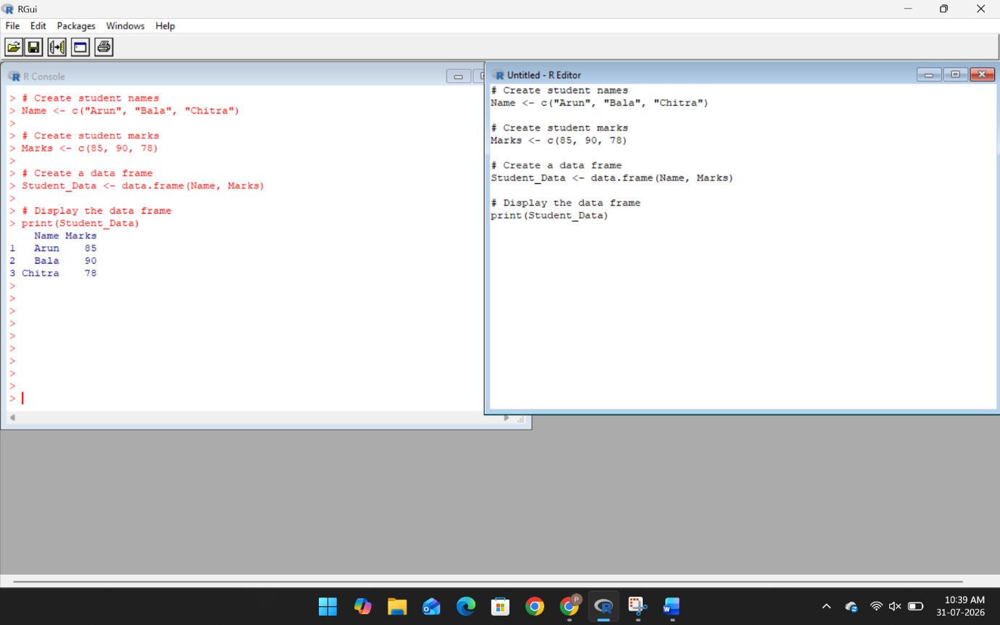 RGui
File Edit Packages Windows Help
R Console
> # Create student names
> Name <- c("Arun", "Bala", "Chitra")
>
> # Create student marks
> Marks <- c(85, 90, 78)
>
> # Create a data frame
> Student_Data <- data.frame(Name, Marks)
>
> # Display the data frame
> print(Student_Data)
    Name Marks
1   Arun    85
2   Bala    90
3 Chitra    78
>
>
>
>
>
>
>
>
>
>
Untitled - R Editor
# Create student names
Name <- c("Arun", "Bala", "Chitra")

# Create student marks
Marks <- c(85, 90, 78)

# Create a data frame
Student_Data <- data.frame(Name, Marks)

# Display the data frame
print(Student_Data)
P
10:39 AM
31-07-2026